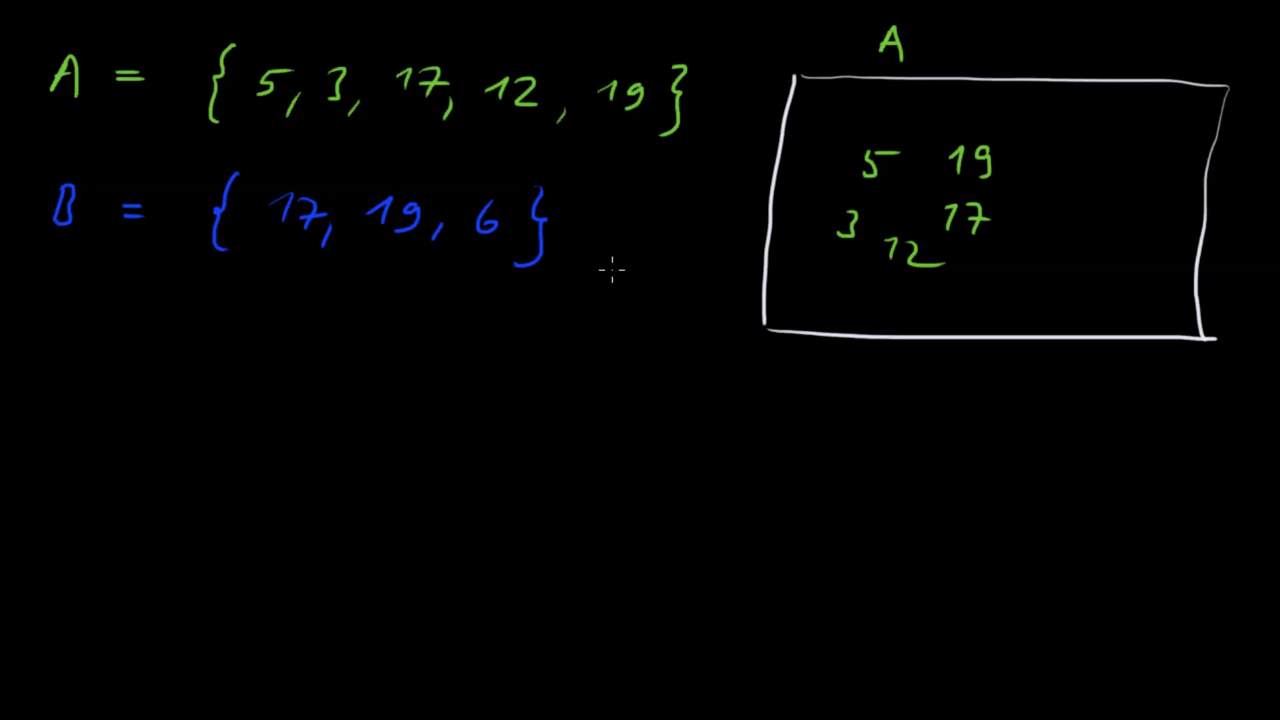 A = { 5, 3, 17, 12, 19 }
B = { 17, 19, 6 }
A
5 19
3 17
12